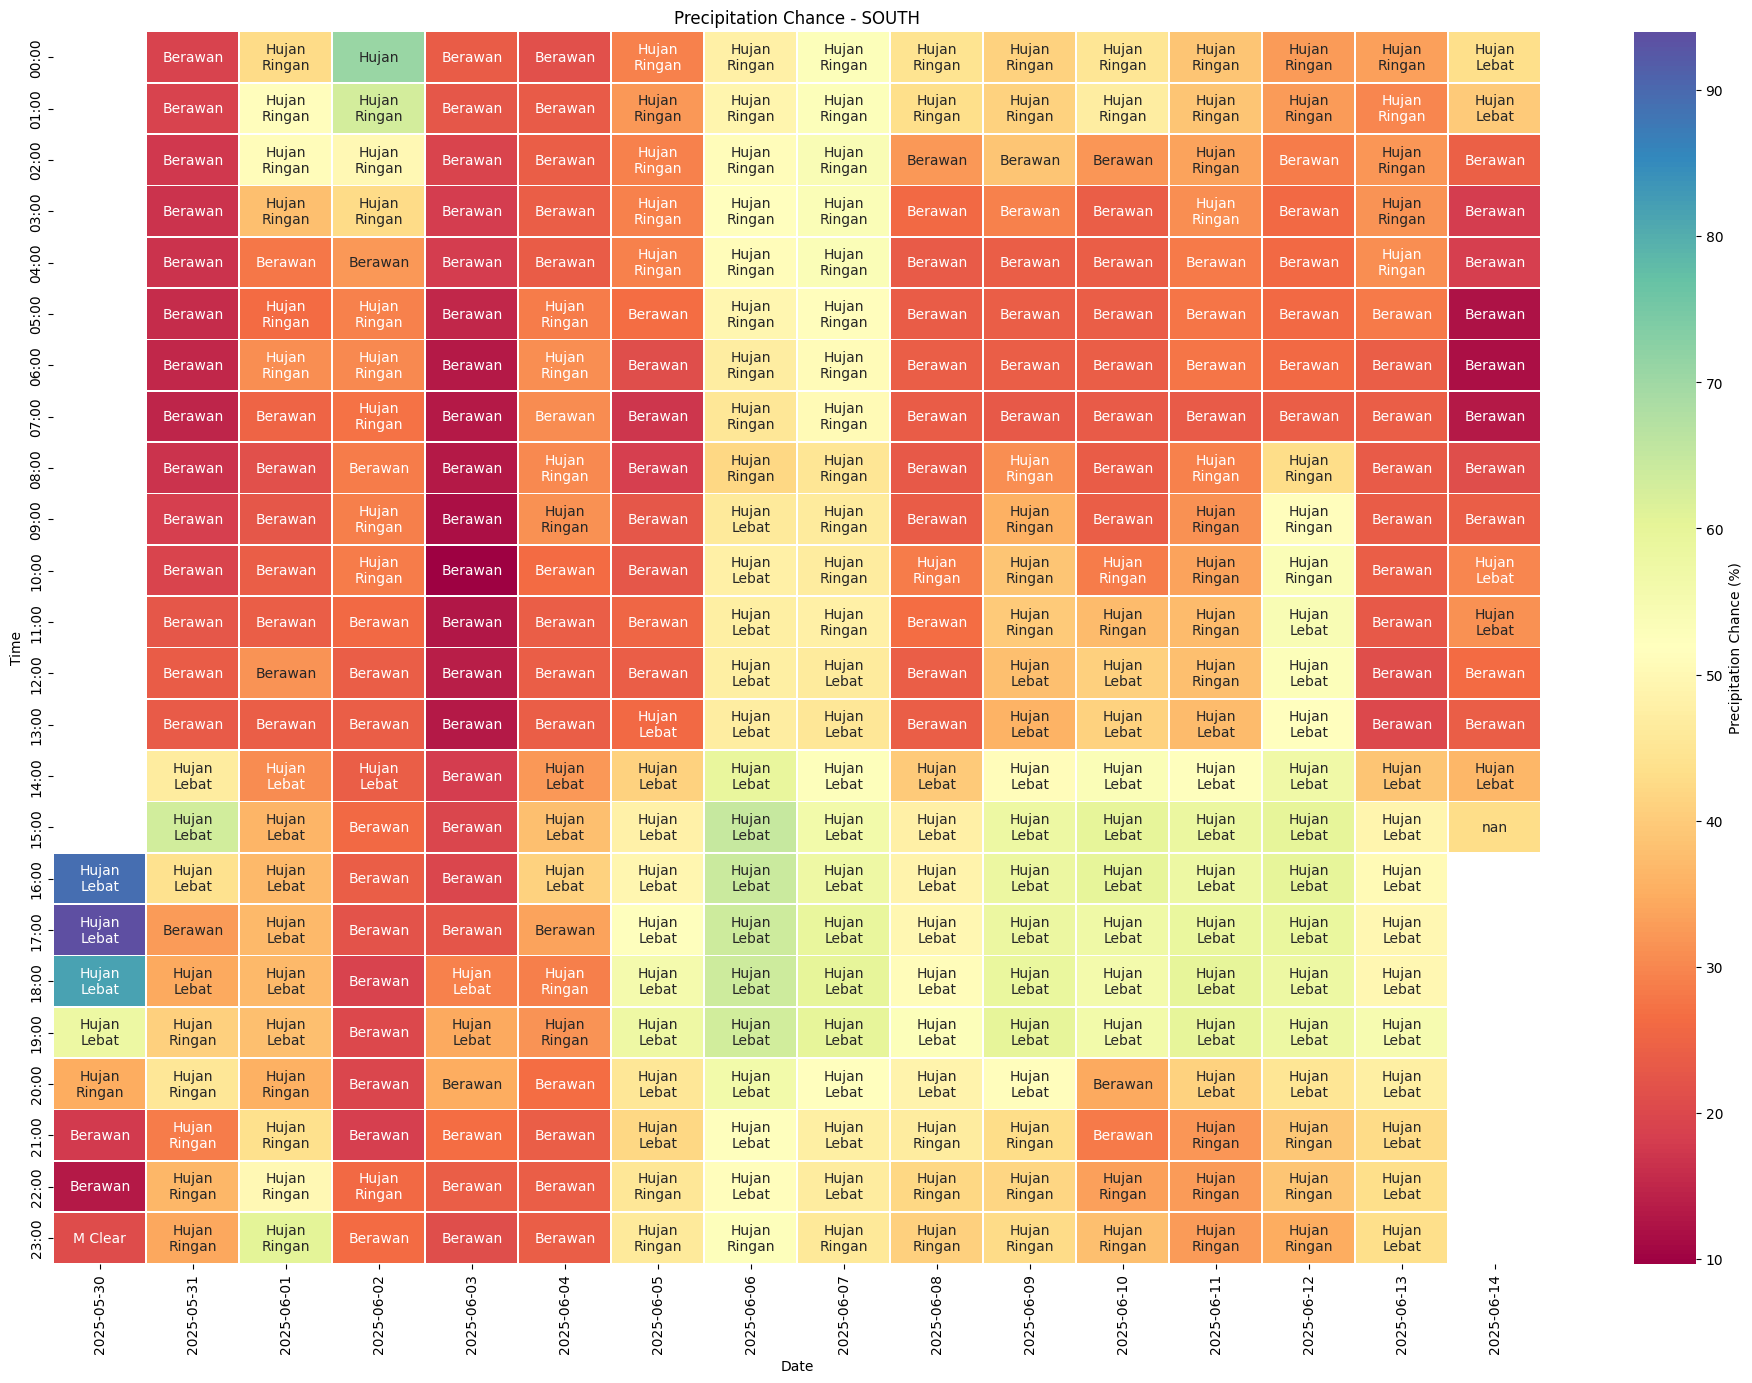 Precipitation Chance - SOUTH
00:00 Berawan Hujan Ringan Hujan Berawan Berawan Hujan Ringan Hujan Ringan Hujan Ringan Hujan Ringan Hujan Ringan Hujan Ringan Hujan Ringan Hujan Ringan Hujan Ringan Hujan Lebat
01:00 Berawan Hujan Ringan Hujan Ringan Berawan Berawan Hujan Ringan Hujan Ringan Hujan Ringan Hujan Ringan Hujan Ringan Hujan Ringan Hujan Ringan Hujan Ringan Hujan Ringan Hujan Lebat
02:00 Berawan Hujan Ringan Hujan Ringan Berawan Berawan Hujan Ringan Hujan Ringan Hujan Ringan Berawan Berawan Berawan Hujan Ringan Berawan Hujan Ringan Berawan
03:00 Berawan Hujan Ringan Hujan Ringan Berawan Berawan Hujan Ringan Hujan Ringan Hujan Ringan Berawan Berawan Berawan Hujan Ringan Berawan Hujan Ringan Berawan
04:00 Berawan Berawan Berawan Berawan Berawan Hujan Ringan Hujan Ringan Hujan Ringan Berawan Berawan Berawan Berawan Berawan Hujan Ringan Berawan
05:00 Berawan Hujan Ringan Hujan Ringan Berawan Hujan Ringan Berawan Hujan Ringan Hujan Ringan Berawan Berawan Berawan Berawan Berawan Berawan Berawan
06:00 Berawan Hujan Ringan Hujan Ringan Berawan Hujan Ringan Berawan Hujan Ringan Hujan Ringan Berawan Berawan Berawan Berawan Berawan Berawan Berawan
07:00 Berawan Berawan Hujan Ringan Berawan Berawan Berawan Hujan Ringan Hujan Ringan Berawan Berawan Berawan Berawan Berawan Berawan Berawan
08:00 Berawan Berawan Berawan Berawan Hujan Ringan Berawan Hujan Ringan Hujan Ringan Berawan Hujan Ringan Berawan Hujan Ringan Hujan Ringan Berawan Berawan
09:00 Berawan Berawan Hujan Ringan Berawan Hujan Ringan Berawan Hujan Lebat Hujan Ringan Berawan Hujan Ringan Berawan Hujan Ringan Hujan Ringan Berawan Berawan
10:00 Berawan Berawan Hujan Ringan Berawan Berawan Berawan Hujan Lebat Hujan Ringan Hujan Ringan Hujan Ringan Hujan Ringan Hujan Ringan Hujan Ringan Berawan Hujan Lebat
11:00 Berawan Berawan Berawan Berawan Berawan Berawan Hujan Lebat Hujan Ringan Berawan Hujan Ringan Hujan Ringan Hujan Ringan Hujan Lebat Berawan Hujan Lebat
12:00 Berawan Berawan Berawan Berawan Berawan Berawan Hujan Lebat Hujan Lebat Berawan Hujan Lebat Hujan Lebat Hujan Ringan Hujan Lebat Berawan Berawan
13:00 Berawan Berawan Berawan Berawan Berawan Hujan Lebat Hujan Lebat Hujan Lebat Berawan Hujan Lebat Hujan Lebat Hujan Lebat Hujan Lebat Berawan Berawan
14:00 Hujan Lebat Hujan Lebat Hujan Lebat Berawan Hujan Lebat Hujan Lebat Hujan Lebat Hujan Lebat Hujan Lebat Hujan Lebat Hujan Lebat Hujan Lebat Hujan Lebat Hujan Lebat Hujan Lebat
15:00 Hujan Lebat Hujan Lebat Berawan Berawan Hujan Lebat Hujan Lebat Hujan Lebat Hujan Lebat Hujan Lebat Hujan Lebat Hujan Lebat Hujan Lebat Hujan Lebat Hujan Lebat nan
16:00 Hujan Lebat Hujan Lebat Hujan Lebat Berawan Berawan Hujan Lebat Hujan Lebat Hujan Lebat Hujan Lebat Hujan Lebat Hujan Lebat Hujan Lebat Hujan Lebat Hujan Lebat Hujan Lebat
17:00 Hujan Lebat Berawan Hujan Lebat Berawan Berawan Berawan Hujan Lebat Hujan Lebat Hujan Lebat Hujan Lebat Hujan Lebat Hujan Lebat Hujan Lebat Hujan Lebat Hujan Lebat
18:00 Hujan Lebat Hujan Lebat Hujan Lebat Berawan Hujan Lebat Hujan Ringan Hujan Lebat Hujan Lebat Hujan Lebat Hujan Lebat Hujan Lebat Hujan Lebat Hujan Lebat Hujan Lebat Hujan Lebat
19:00 Hujan Lebat Hujan Ringan Hujan Lebat Berawan Hujan Lebat Hujan Ringan Hujan Lebat Hujan Lebat Hujan Lebat Hujan Lebat Hujan Lebat Hujan Lebat Hujan Lebat Hujan Lebat Hujan Lebat
20:00 Hujan Ringan Hujan Ringan Hujan Ringan Berawan Berawan Berawan Hujan Lebat Hujan Lebat Hujan Lebat Hujan Lebat Hujan Lebat Berawan Hujan Lebat Hujan Lebat Hujan Lebat
21:00 Berawan Hujan Ringan Hujan Ringan Berawan Berawan Berawan Hujan Lebat Hujan Lebat Hujan Lebat Hujan Ringan Hujan Ringan Berawan Hujan Ringan Hujan Ringan Hujan Lebat
22:00 Berawan Hujan Ringan Hujan Ringan Hujan Ringan Berawan Berawan Hujan Ringan Hujan Lebat Hujan Lebat Hujan Ringan Hujan Ringan Hujan Ringan Hujan Ringan Hujan Ringan Hujan Lebat
23:00 M Clear Hujan Ringan Hujan Ringan Berawan Berawan Berawan Hujan Ringan Hujan Ringan Hujan Ringan Hujan Ringan Hujan Ringan Hujan Ringan Hujan Ringan Hujan Ringan Hujan Lebat
Time
2025-05-30 2025-05-31 2025-06-01 2025-06-02 2025-06-03 2025-06-04 2025-06-05 2025-06-06 2025-06-07 2025-06-08 2025-06-09 2025-06-10 2025-06-11 2025-06-12 2025-06-13 2025-06-14
Date
90
80
70
60
50
40
30
20
10
Precipitation Chance (%)